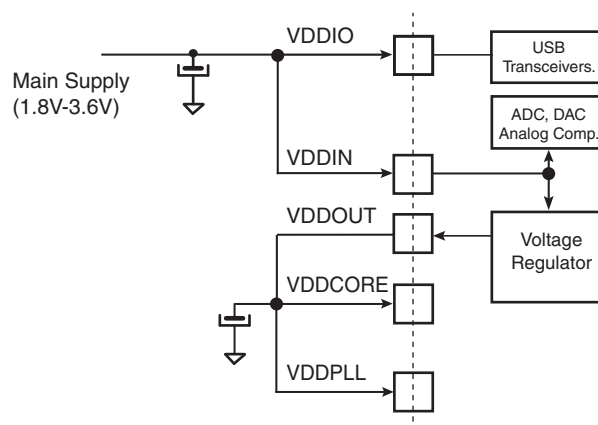 VDDIO
USB
Transceivers.
Main Supply
(1.8V-3.6V)
ADC, DAC
Analog Comp.
VDDIN
VDDOUT
Voltage
Regulator
VDDCORE
VDDPLL